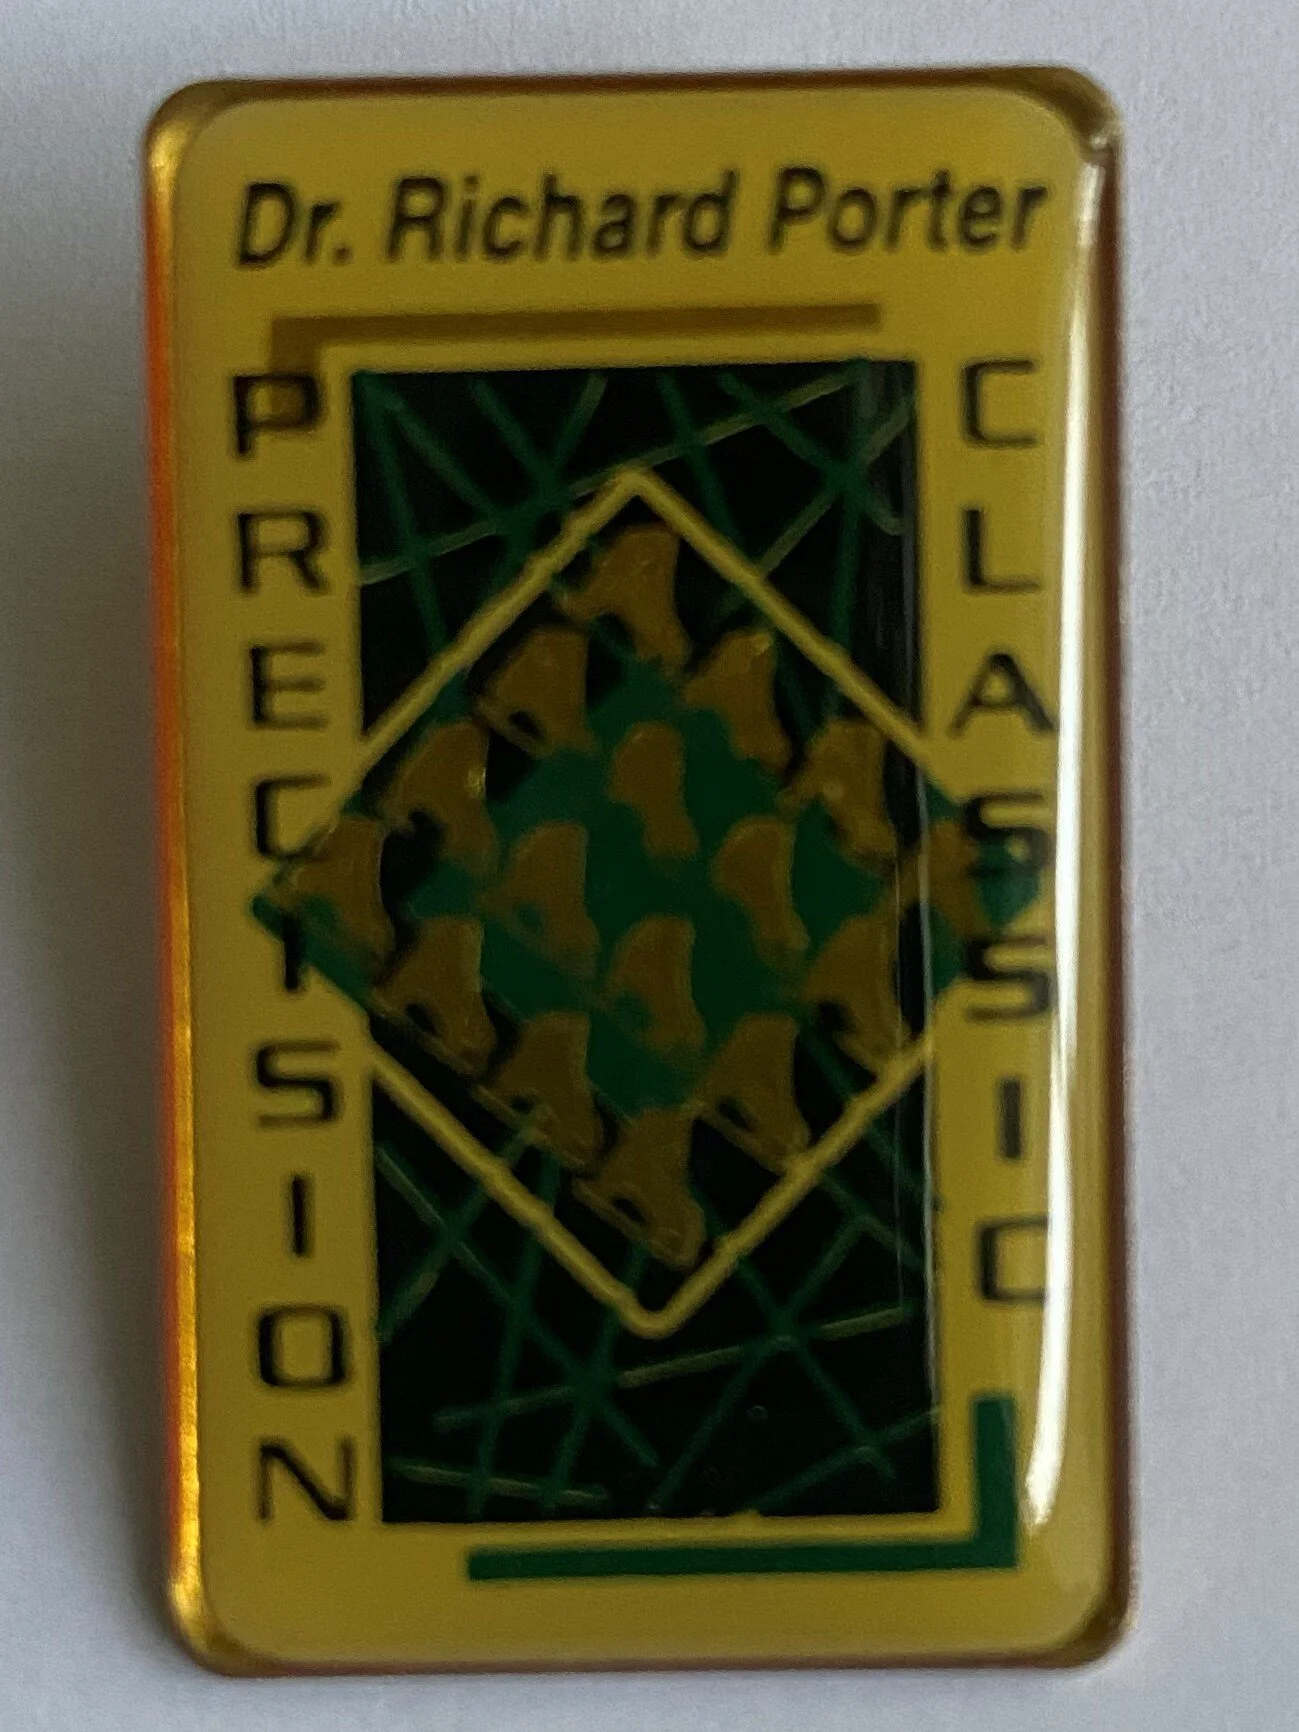 Dr. Richard Porter
PRECISION
CLASSIC